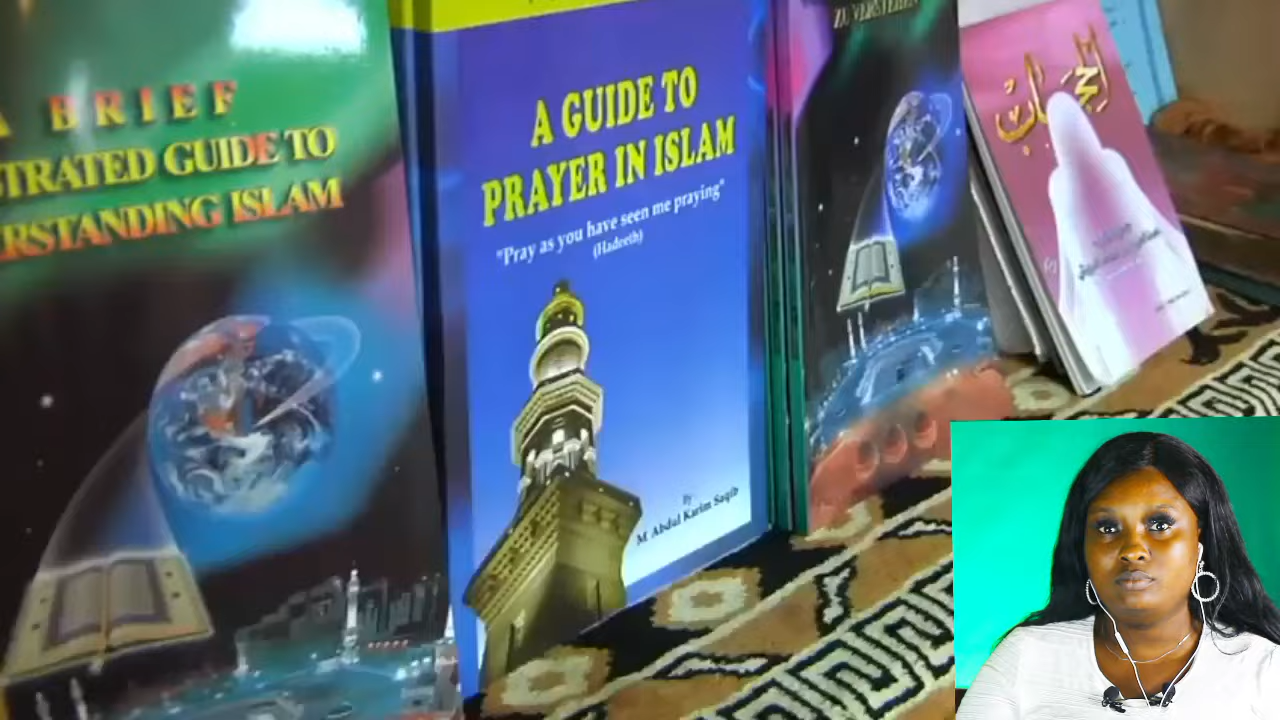 A BRIEF
STRATED GUIDE TO
ERSTANDING ISLAM
A GUIDE TO
PRAYER IN ISLAM
"Pray as you have seen me praying"
(Hadeeth)
By
M. Abdul Karim Saqib
ZU VERSTEHEN
الحجاب